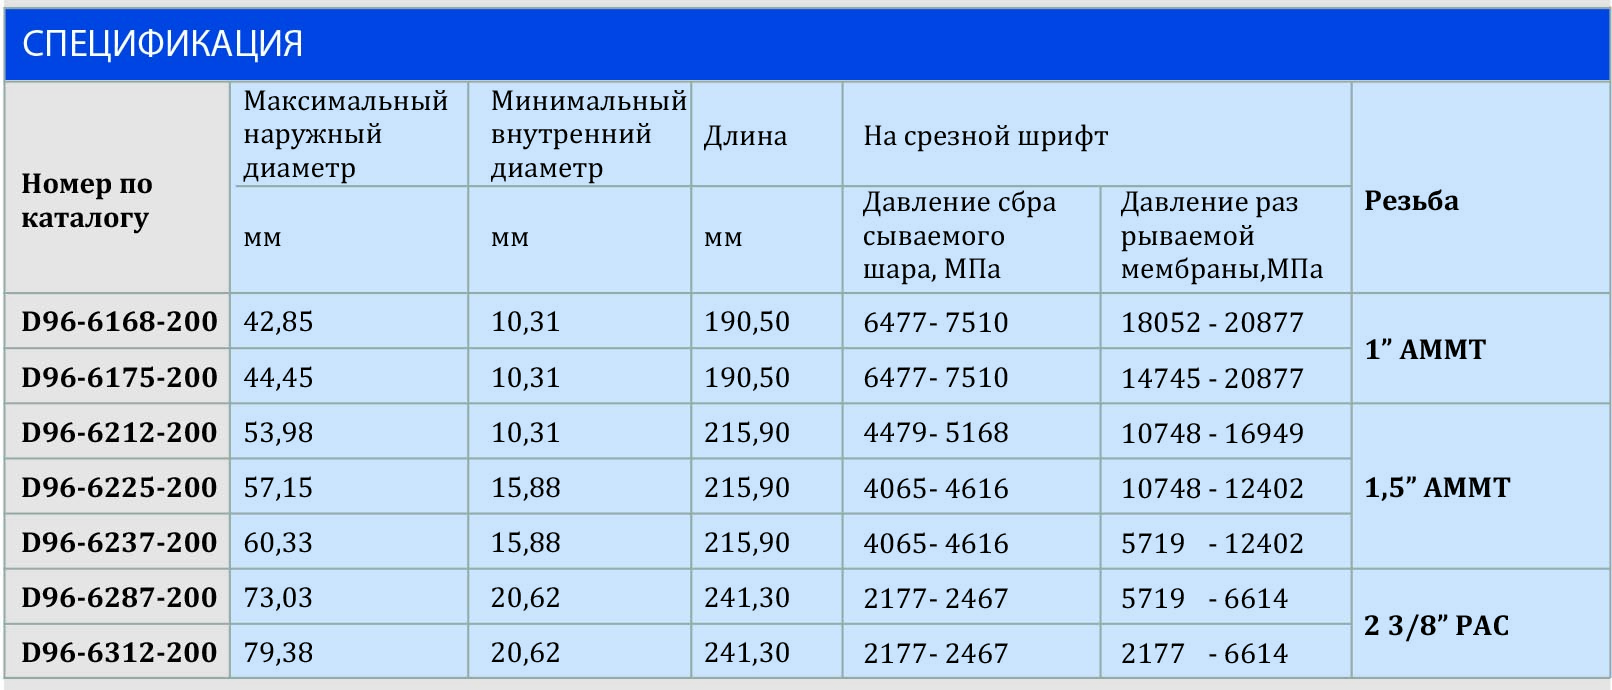 СПЕЦИФИКАЦИЯ
Номер по
каталогу
Максимальный
наружный
диаметр
Минимальный
внутренний
диаметр
Длина
На срезной шрифт
Резьба
мм
мм
мм
Давление сбра
сываемого
шара, МПа
Давление раз
рываемой
мембраны,МПа
D96-6168-200 42,85 10,31 190,50 6477- 7510 18052 - 20877
1” АММТ
D96-6175-200 44,45 10,31 190,50 6477- 7510 14745 - 20877
D96-6212-200 53,98 10,31 215,90 4479- 5168 10748 - 16949
D96-6225-200 57,15 15,88 215,90 4065- 4616 10748 - 12402 1,5” АММТ
D96-6237-200 60,33 15,88 215,90 4065- 4616 5719 - 12402
D96-6287-200 73,03 20,62 241,30 2177- 2467 5719 - 6614
2 3/8” PAC
D96-6312-200 79,38 20,62 241,30 2177- 2467 2177 - 6614